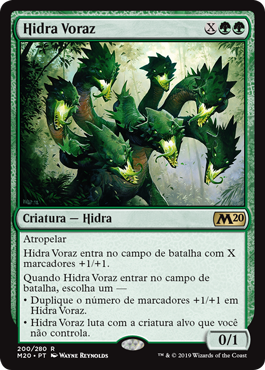 Hidra Voraz X
Criatura — Hidra M20
Atropelar
Hidra Voraz entra no campo de batalha com X
marcadores +1/+1.
Quando Hidra Voraz entrar no campo de
batalha, escolha um —
• Duplique o número de marcadores +1/+1 em
Hidra Voraz.
• Hidra Voraz luta com a criatura alvo que você
não controla.
0/1
200/280 R
M20 • PT Wayne Reynolds
™ & © 2019 Wizards of the Coast